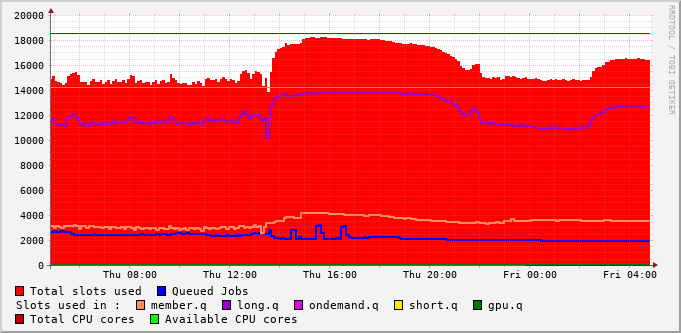 20000
18000
16000
14000
12000
10000
8000
6000
4000
2000
0
Thu 08:00 Thu 12:00 Thu 16:00 Thu 20:00 Fri 00:00 Fri 04:00
Total slots used Queued Jobs
Slots used in : member.q long.q ondemand.q short.q gpu.q
Total CPU cores Available CPU cores
RRDTOOL / TOBI OETIKER